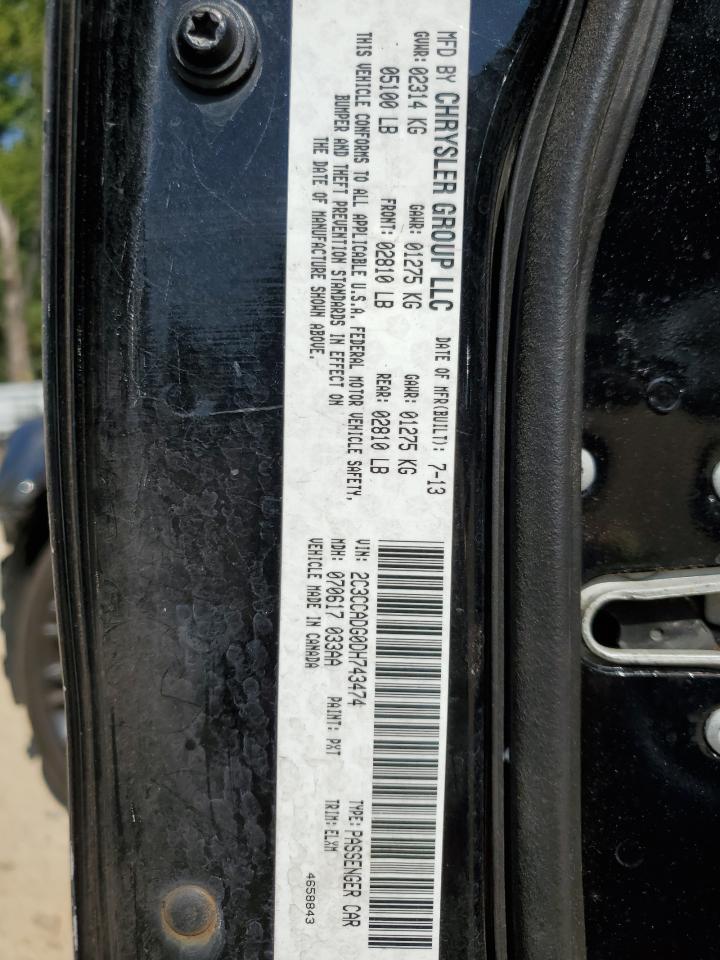 MFD BY CHRYSLER GROUP LLC DATE OF MFR(BUILT): 7-13
GVWR: 02314 KG GAWR: 01275 KG GAWR: 01275 KG
05100 LB FRONT: 02810 LB REAR: 02810 LB
THIS VEHICLE CONFORMS TO ALL APPLICABLE U.S.A. FEDERAL MOTOR VEHICLE SAFETY,
BUMPER AND THEFT PREVENTION STANDARDS IN EFFECT ON
THE DATE OF MANUFACTURE SHOWN ABOVE.
VIN: 2C3CCADG0DH743474 TYPE: PASSENGER CAR
MDH: 070617 033AA PAINT: PXT TRIM: ELXM
VEHICLE MADE IN CANADA 4658843